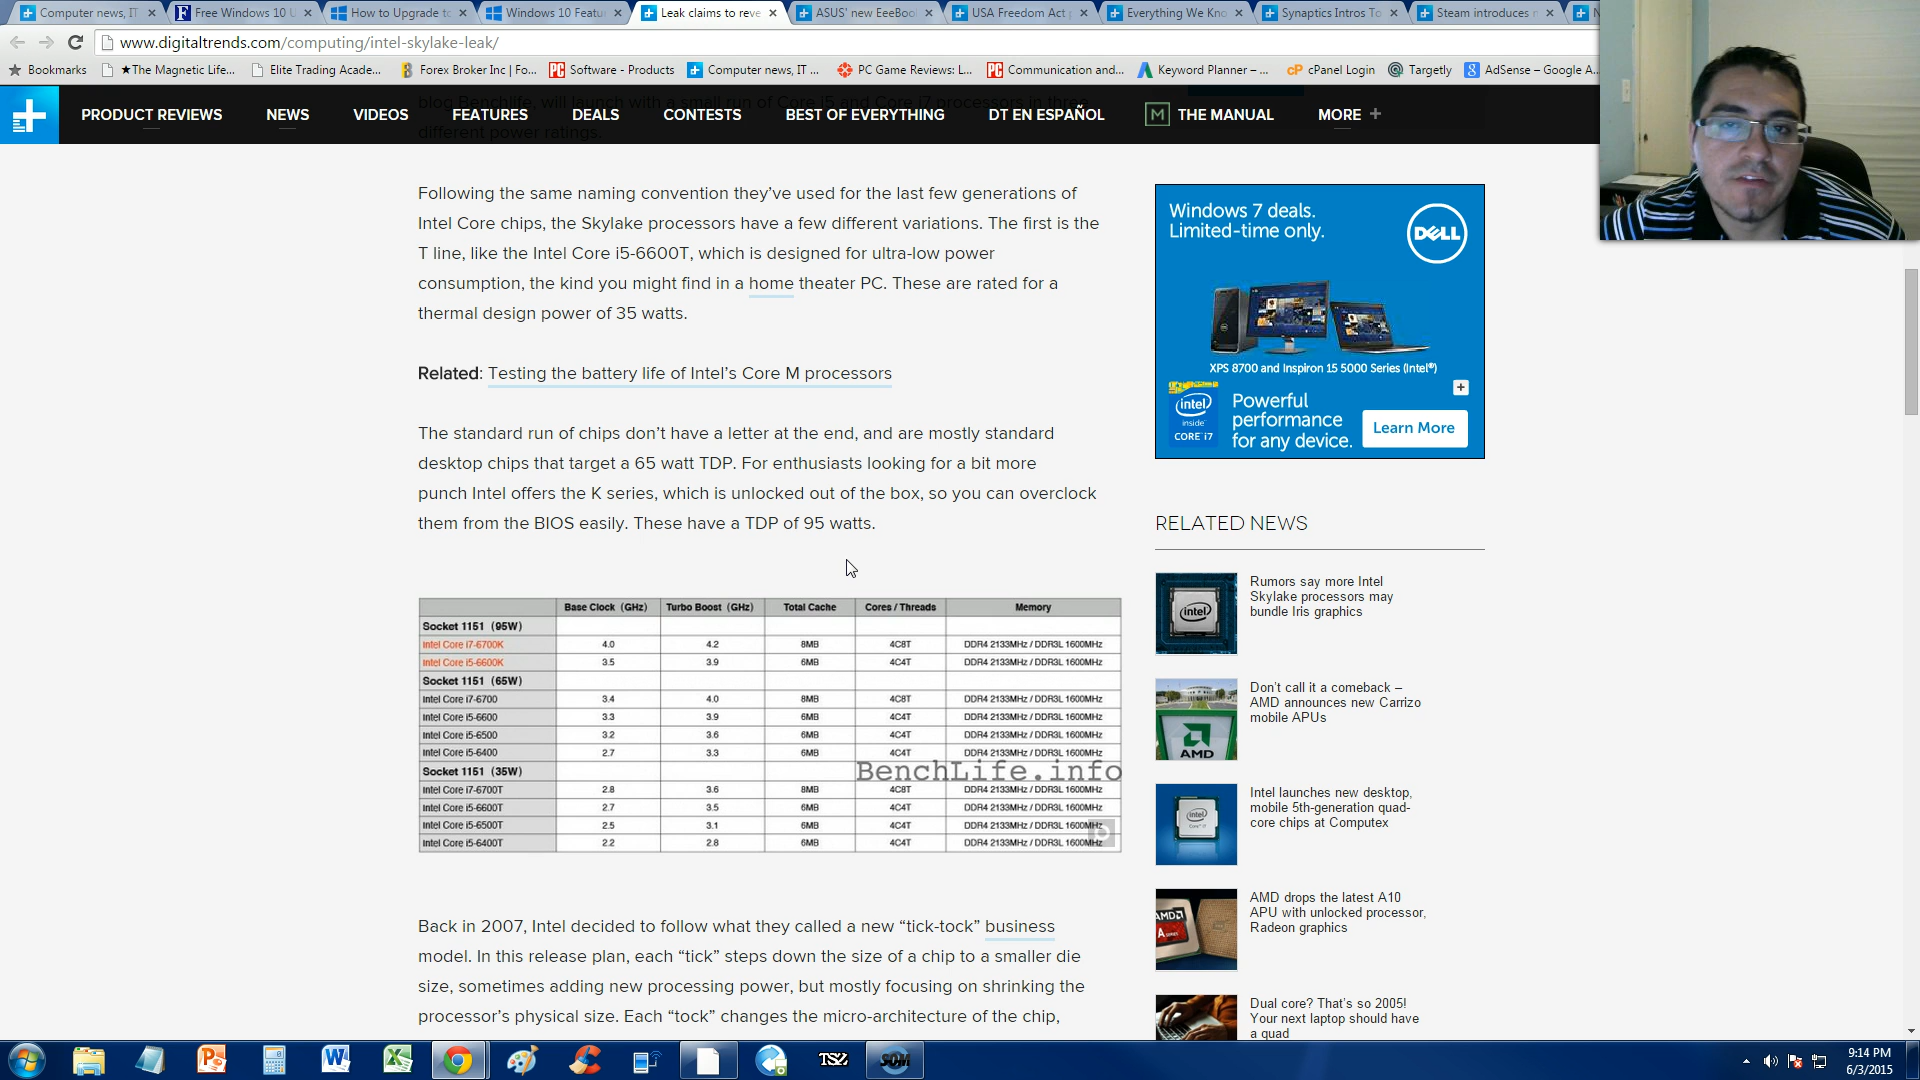 Computer news, IT
Free Windows 10 U
How to Upgrade to
Windows 10 Featu
Leak claims to reve
ASUS' new EeeBoo
USA Freedom Act
Everything We Kno
Synaptics Intros To
Steam introduces
N
www.digitaltrends.com/computing/intel-skylake-leak/
Bookmarks
★The Magnetic Life...
Elite Trading Acade...
Forex Broker Inc | Fo...
Software - Products
Computer news, IT ...
PC Game Reviews: L...
Communication and...
Keyword Planner – ...
cPanel Login
Targetly
AdSense – Google A...
blog Benchlife, will launch with a small run of Core i5 and Core i7 processors in three
different power ratings.
PRODUCT REVIEWS
NEWS
VIDEOS
FEATURES
DEALS
CONTESTS
BEST OF EVERYTHING
DT EN ESPAÑOL
M THE MANUAL
MORE +
Following the same naming convention they've used for the last few generations of
Intel Core chips, the Skylake processors have a few different variations. The first is the
T line, like the Intel Core i5-6600T, which is designed for ultra-low power
consumption, the kind you might find in a home theater PC. These are rated for a
thermal design power of 35 watts.
Related: Testing the battery life of Intel's Core M processors
The standard run of chips don't have a letter at the end, and are mostly standard
desktop chips that target a 65 watt TDP. For enthusiasts looking for a bit more
punch Intel offers the K series, which is unlocked out of the box, so you can overclock
them from the BIOS easily. These have a TDP of 95 watts.
Base Clock (GHz) Turbo Boost (GHz) Total Cache Cores / Threads Memory
Socket 1151 (95W)
Intel Core i7-6700K 4.0 4.2 8MB 4C8T DDR4 2133MHz / DDR3L 1600MHz
Intel Core i5-6600K 3.5 3.9 6MB 4C4T DDR4 2133MHz / DDR3L 1600MHz
Socket 1151 (65W)
Intel Core i7-6700 3.4 4.0 8MB 4C8T DDR4 2133MHz / DDR3L 1600MHz
Intel Core i5-6600 3.3 3.9 6MB 4C4T DDR4 2133MHz / DDR3L 1600MHz
Intel Core i5-6500 3.2 3.6 6MB 4C4T DDR4 2133MHz / DDR3L 1600MHz
Intel Core i5-6400 2.7 3.3 6MB 4C4T DDR4 2133MHz / DDR3L 1600MHz
Socket 1151 (35W)
BenchLife.info
Intel Core i7-6700T 2.8 3.6 8MB 4C8T DDR4 2133MHz / DDR3L 1600MHz
Intel Core i5-6600T 2.7 3.5 6MB 4C4T DDR4 2133MHz / DDR3L 1600MHz
Intel Core i5-6500T 2.5 3.1 6MB 4C4T DDR4 2133MHz / DDR3L 1600MHz
Intel Core i5-6400T 2.2 2.8 6MB 4C4T DDR4 2133MHz / DDR3L 1600MHz
Back in 2007, Intel decided to follow what they called a new “tick-tock” business
model. In this release plan, each “tick” steps down the size of a chip to a smaller die
size, sometimes adding new processing power, but mostly focusing on shrinking the
processor's physical size. Each “tock” changes the micro-architecture of the chip,
Windows 7 deals.
Limited-time only.
DELL
XPS 8700 and Inspiron 15 5000 Series (Intel®)
intel inside CORE i7
Powerful
performance
for any device.
Learn More
RELATED NEWS
Rumors say more Intel
Skylake processors may
bundle Iris graphics
Don't call it a comeback –
AMD announces new Carrizo
mobile APUs
AMD
Intel launches new desktop,
mobile 5th-generation quad-
core chips at Computex
AMD drops the latest A10
APU with unlocked processor,
Radeon graphics
Dual core? That's so 2005!
Your next laptop should have
a quad
TSZ
SOM
9:14 PM
6/3/2015